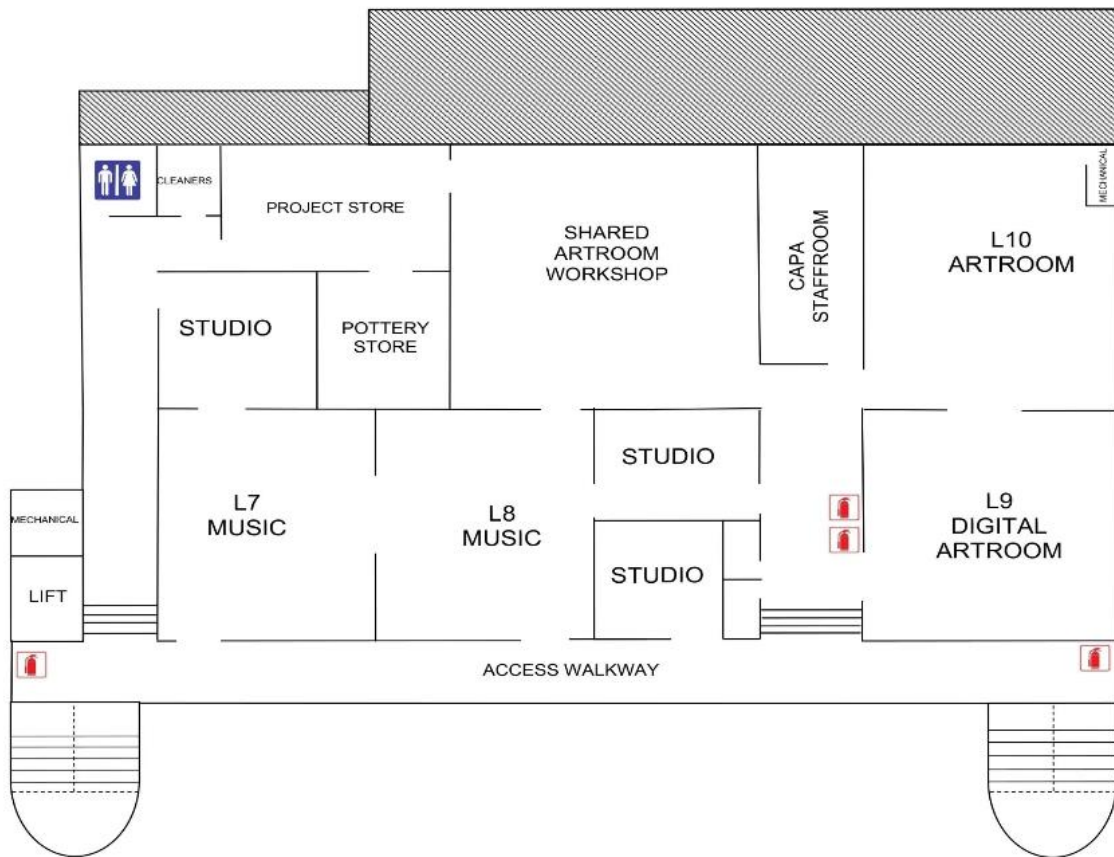 CLEANERS
MECHANICAL
PROJECT STORE
SHARED
ARTROOM
WORKSHOP
CAPA
STAFFROOM
L10
ARTROOM
STUDIO
POTTERY
STORE
STUDIO
L7
MUSIC
L8
MUSIC
L9
DIGITAL
ARTROOM
MECHANICAL
STUDIO
LIFT
ACCESS WALKWAY